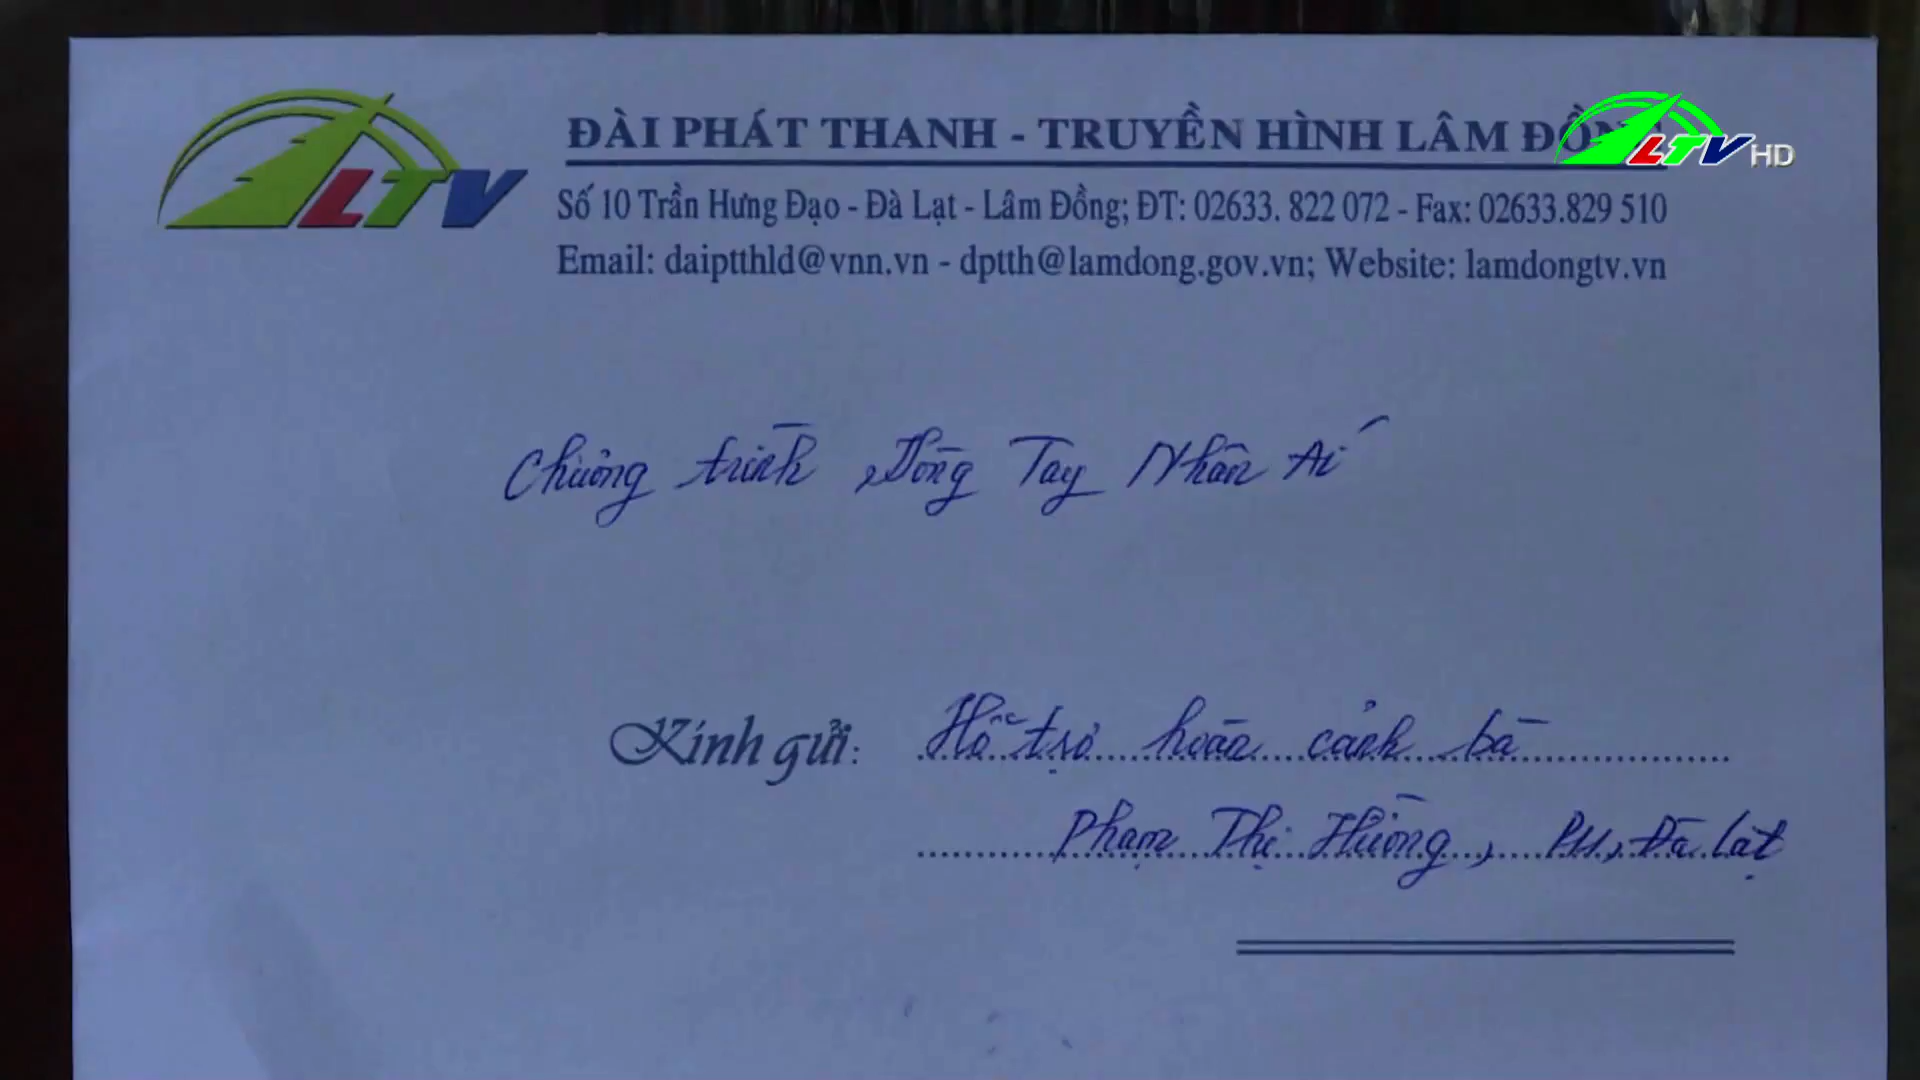 LTV
ĐÀI PHÁT THANH - TRUYỀN HÌNH LÂM ĐỒNG
LTV HD
Số 10 Trần Hưng Đạo - Đà Lạt - Lâm Đồng; ĐT: 02633. 822 072 - Fax: 02633.829 510
Email: daiptthld@vnn.vn - dptth@lamdong.gov.vn; Website: lamdongtv.vn
Chương trình Vòng Tay Nhân Ái
Kính gửi: Hỗ trợ hoàn cảnh bà
Phạm Thị Hường, P11, Đà Lạt